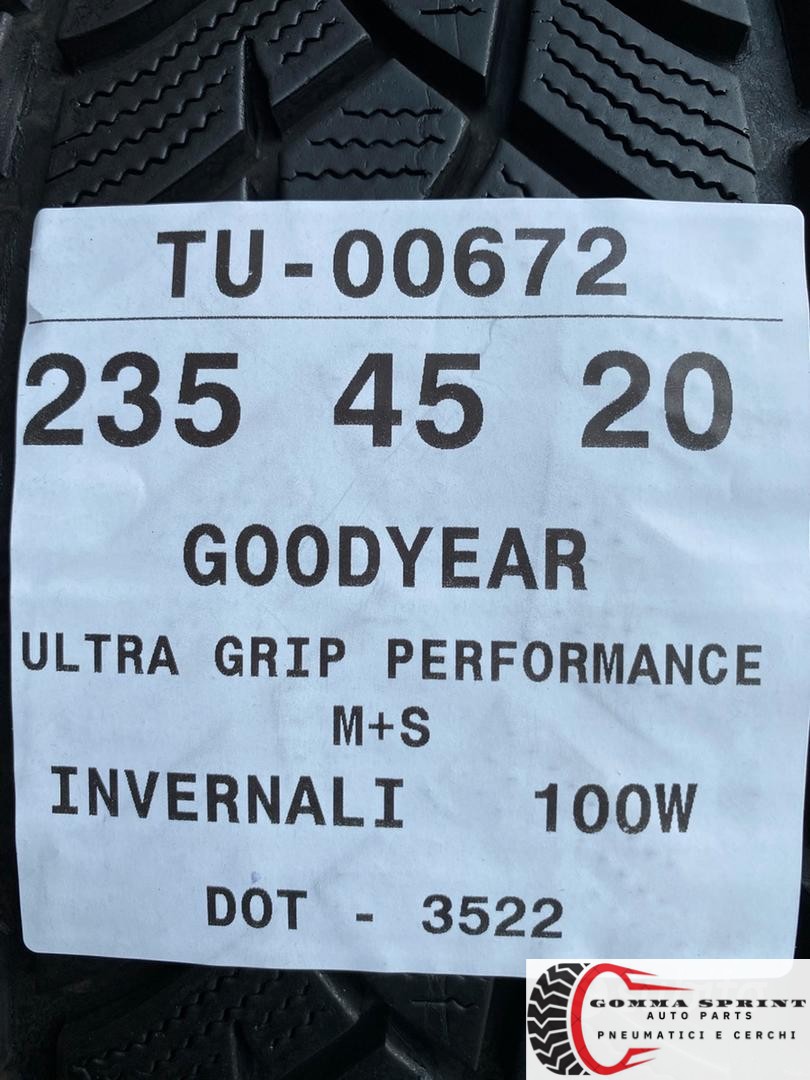 TU-00672
235 45 20
GOODYEAR
ULTRA GRIP PERFORMANCE
M+S
INVERNALI 100W
DOT - 3522
GOMMA SPRINT
AUTO PARTS
PNEUMATICI E CERCHI